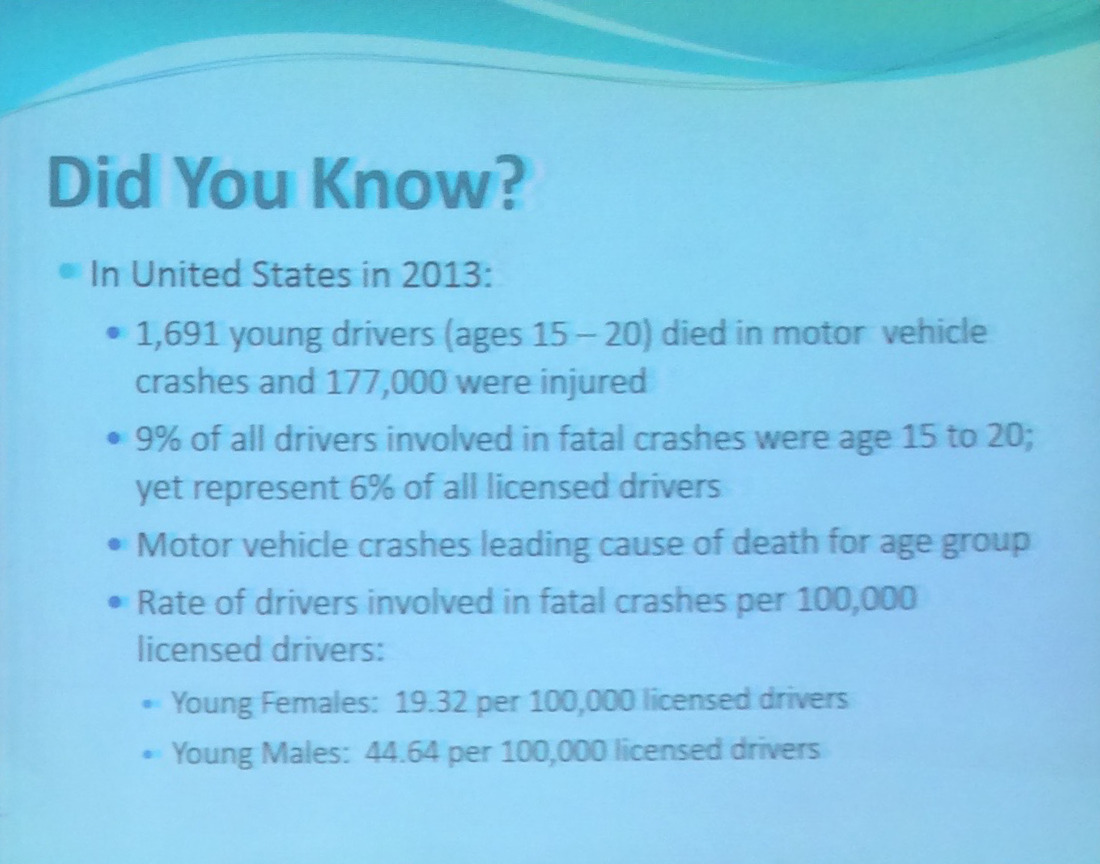 Did You Know?
In United States in 2013:
1,691 young drivers (ages 15 – 20) died in motor vehicle
crashes and 177,000 were injured
9% of all drivers involved in fatal crashes were age 15 to 20;
yet represent 6% of all licensed drivers
Motor vehicle crashes leading cause of death for age group
Rate of drivers involved in fatal crashes per 100,000
licensed drivers:
Young Females: 19.32 per 100,000 licensed drivers
Young Males: 44.64 per 100,000 licensed drivers